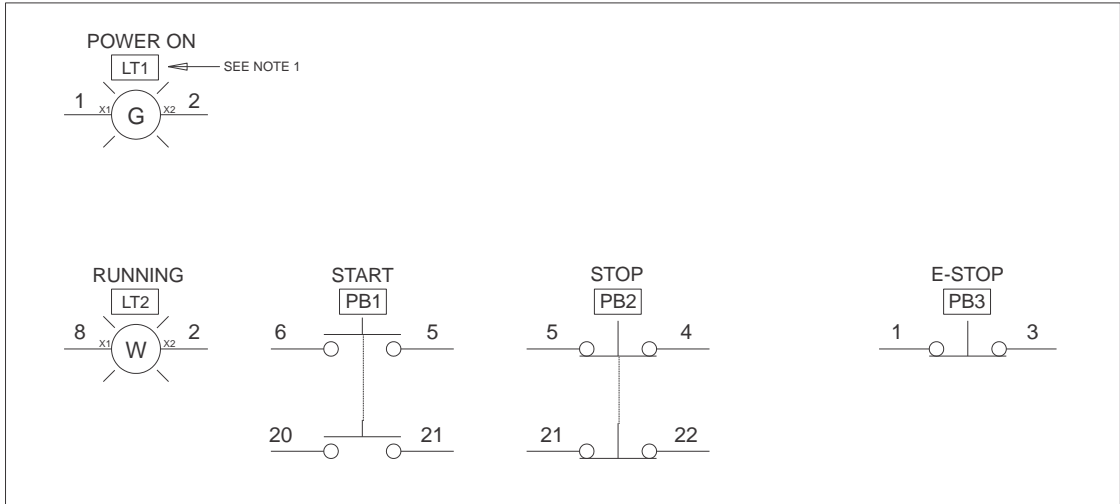 POWER ON
LT1 SEE NOTE 1
1 X1 G X2 2
RUNNING START STOP E-STOP
LT2 PB1 PB2 PB3
8 X1 W X2 2 6 5 5 4 1 3
20 21 21 22